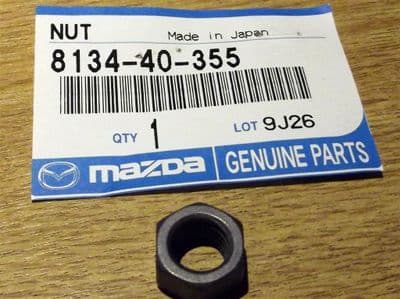 NUT Made in Japan
8134-40-355
QTY 1 LOT 9J26
mazda GENUINE PARTS